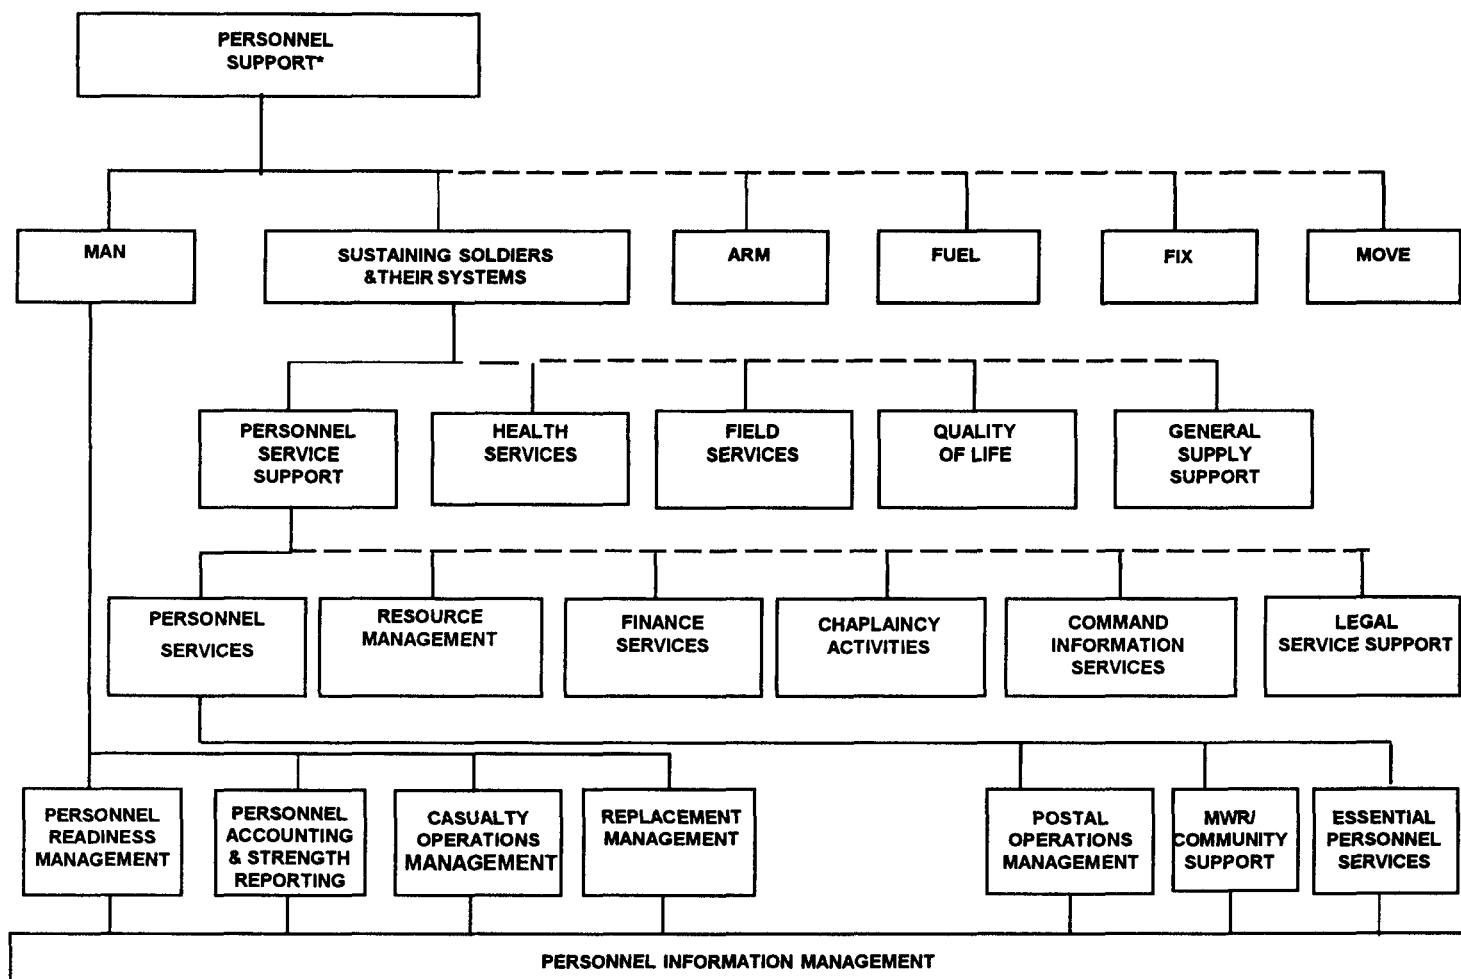 PERSONNEL
SUPPORT*
MAN
SUSTAINING SOLDIERS
&THEIR SYSTEMS
ARM
FUEL
FIX
MOVE
PERSONNEL
SERVICE
SUPPORT
HEALTH
SERVICES
FIELD
SERVICES
QUALITY
OF LIFE
GENERAL
SUPPLY
SUPPORT
PERSONNEL
SERVICES
RESOURCE
MANAGEMENT
FINANCE
SERVICES
CHAPLAINCY
ACTIVITIES
COMMAND
INFORMATION
SERVICES
LEGAL
SERVICE SUPPORT
PERSONNEL
READINESS
MANAGEMENT
PERSONNEL
ACCOUNTING
& STRENGTH
REPORTING
CASUALTY
OPERATIONS
MANAGEMENT
REPLACEMENT
MANAGEMENT
POSTAL
OPERATIONS
MANAGEMENT
MWR/
COMMUNITY
SUPPORT
ESSENTIAL
PERSONNEL
SERVICES
PERSONNEL INFORMATION MANAGEMENT